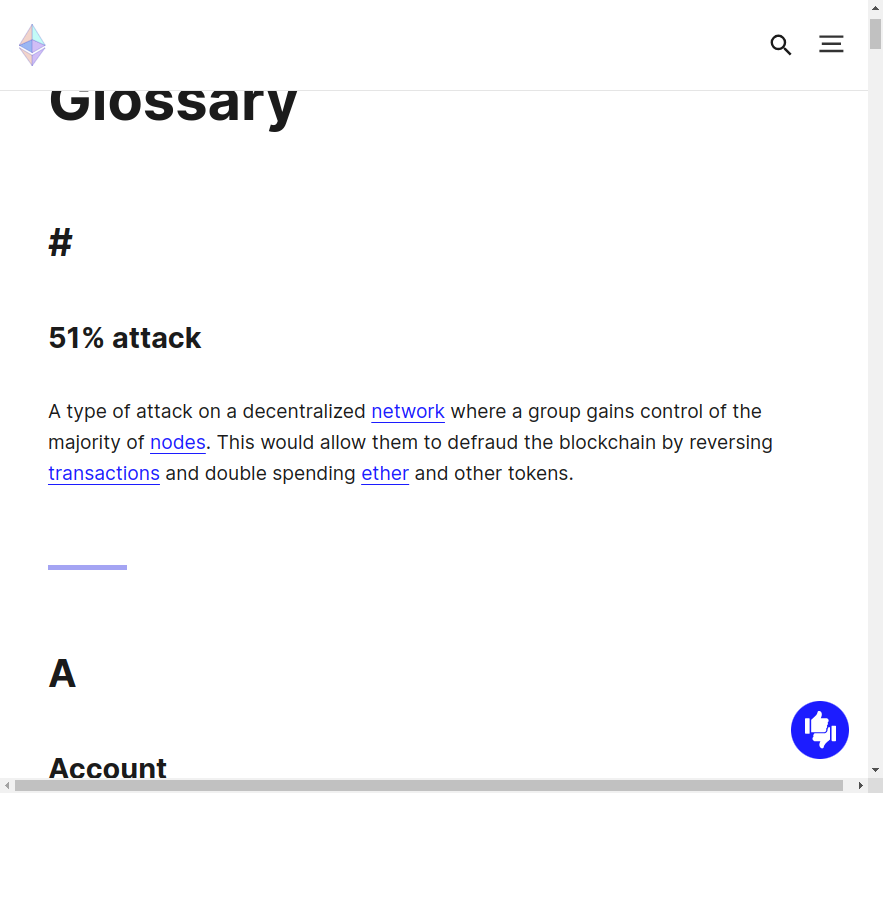 Glossary
#
51% attack
A type of attack on a decentralized network where a group gains control of the
majority of nodes. This would allow them to defraud the blockchain by reversing
transactions and double spending ether and other tokens.
A
Account